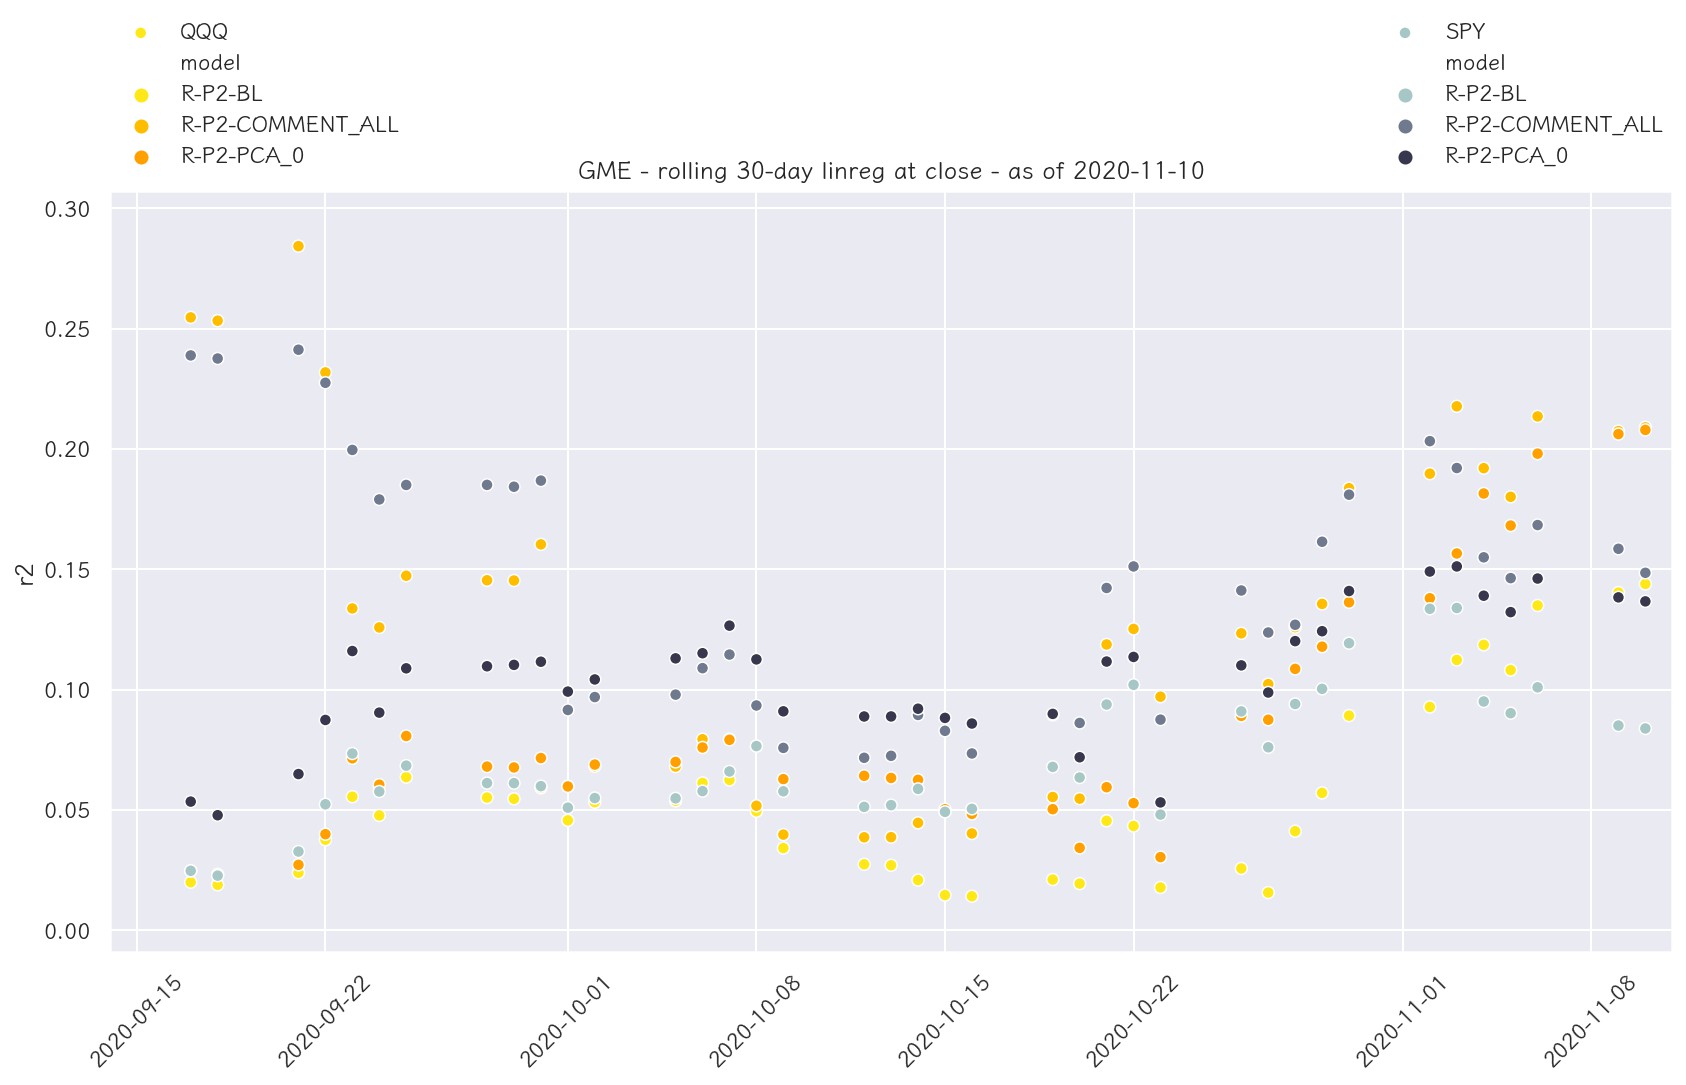 QQQ
model
R-P2-BL
R-P2-COMMENT_ALL
R-P2-PCA_0
SPY
model
R-P2-BL
R-P2-COMMENT_ALL
R-P2-PCA_0
GME - rolling 30-day linreg at close - as of 2020-11-10
0.30
0.25
0.20
0.15
0.10
0.05
0.00
r2
2020-09-15
2020-09-22
2020-10-01
2020-10-08
2020-10-15
2020-10-22
2020-11-01
2020-11-08